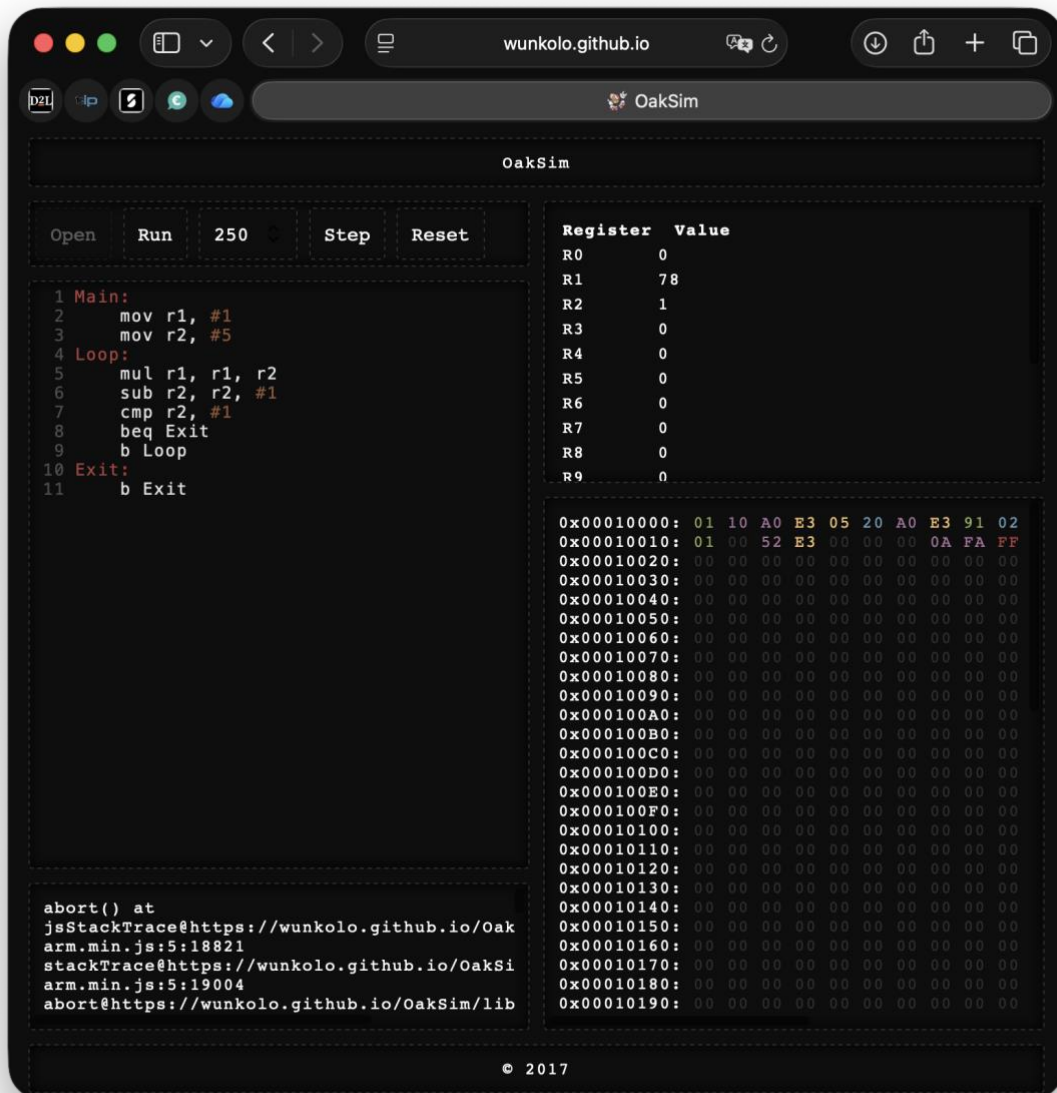 wunkolo.github.io
D2L
OakSim
OakSim
Open Run 250 Step Reset
1 Main:
2 mov r1, #1
3 mov r2, #5
4 Loop:
5 mul r1, r1, r2
6 sub r2, r2, #1
7 cmp r2, #1
8 beq Exit
9 b Loop
10 Exit:
11 b Exit
abort() at
jsStackTrace@https://wunkolo.github.io/Oak
arm.min.js:5:18821
stackTrace@https://wunkolo.github.io/OakSi
arm.min.js:5:19004
abort@https://wunkolo.github.io/OakSim/lib
Register Value
R0 0
R1 78
R2 1
R3 0
R4 0
R5 0
R6 0
R7 0
R8 0
R9 0
0x00010000: 01 10 A0 E3 05 20 A0 E3 91 02
0x00010010: 01 00 52 E3 00 00 00 0A FA FF
0x00010020: 00 00 00 00 00 00 00 00 00 00
0x00010030: 00 00 00 00 00 00 00 00 00 00
0x00010040: 00 00 00 00 00 00 00 00 00 00
0x00010050: 00 00 00 00 00 00 00 00 00 00
0x00010060: 00 00 00 00 00 00 00 00 00 00
0x00010070: 00 00 00 00 00 00 00 00 00 00
0x00010080: 00 00 00 00 00 00 00 00 00 00
0x00010090: 00 00 00 00 00 00 00 00 00 00
0x000100A0: 00 00 00 00 00 00 00 00 00 00
0x000100B0: 00 00 00 00 00 00 00 00 00 00
0x000100C0: 00 00 00 00 00 00 00 00 00 00
0x000100D0: 00 00 00 00 00 00 00 00 00 00
0x000100E0: 00 00 00 00 00 00 00 00 00 00
0x000100F0: 00 00 00 00 00 00 00 00 00 00
0x00010100: 00 00 00 00 00 00 00 00 00 00
0x00010110: 00 00 00 00 00 00 00 00 00 00
0x00010120: 00 00 00 00 00 00 00 00 00 00
0x00010130: 00 00 00 00 00 00 00 00 00 00
0x00010140: 00 00 00 00 00 00 00 00 00 00
0x00010150: 00 00 00 00 00 00 00 00 00 00
0x00010160: 00 00 00 00 00 00 00 00 00 00
0x00010170: 00 00 00 00 00 00 00 00 00 00
0x00010180: 00 00 00 00 00 00 00 00 00 00
0x00010190: 00 00 00 00 00 00 00 00 00 00
© 2017